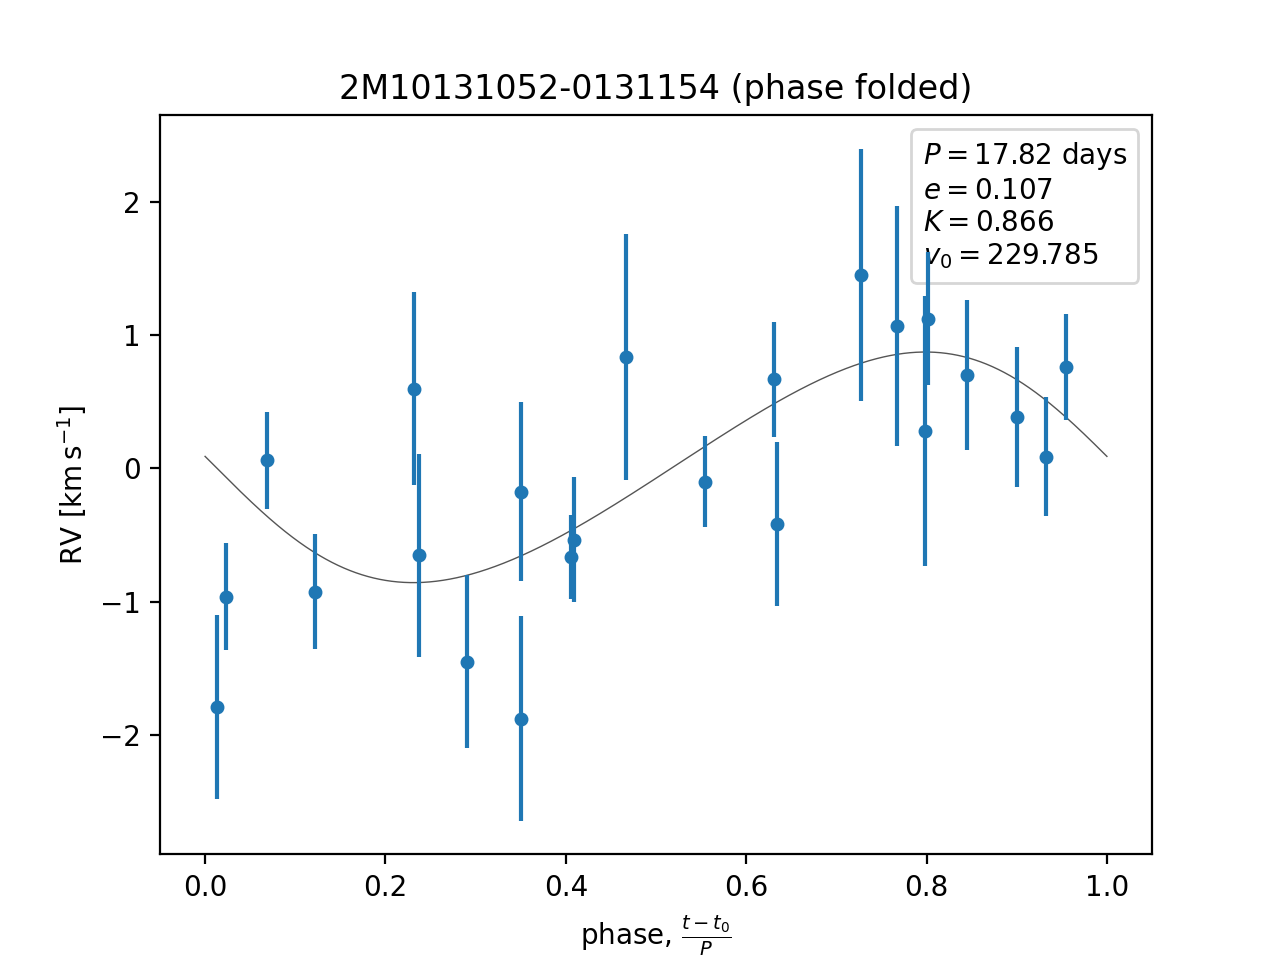 2M10131052-0131154 (phase folded)
P = 17.82 days
e = 0.107
K = 0.866
v₀ = 229.785
RV [km s⁻¹]
2
1
0
−1
−2
0.0 0.2 0.4 0.6 0.8 1.0
phase, (t − t₀)/P